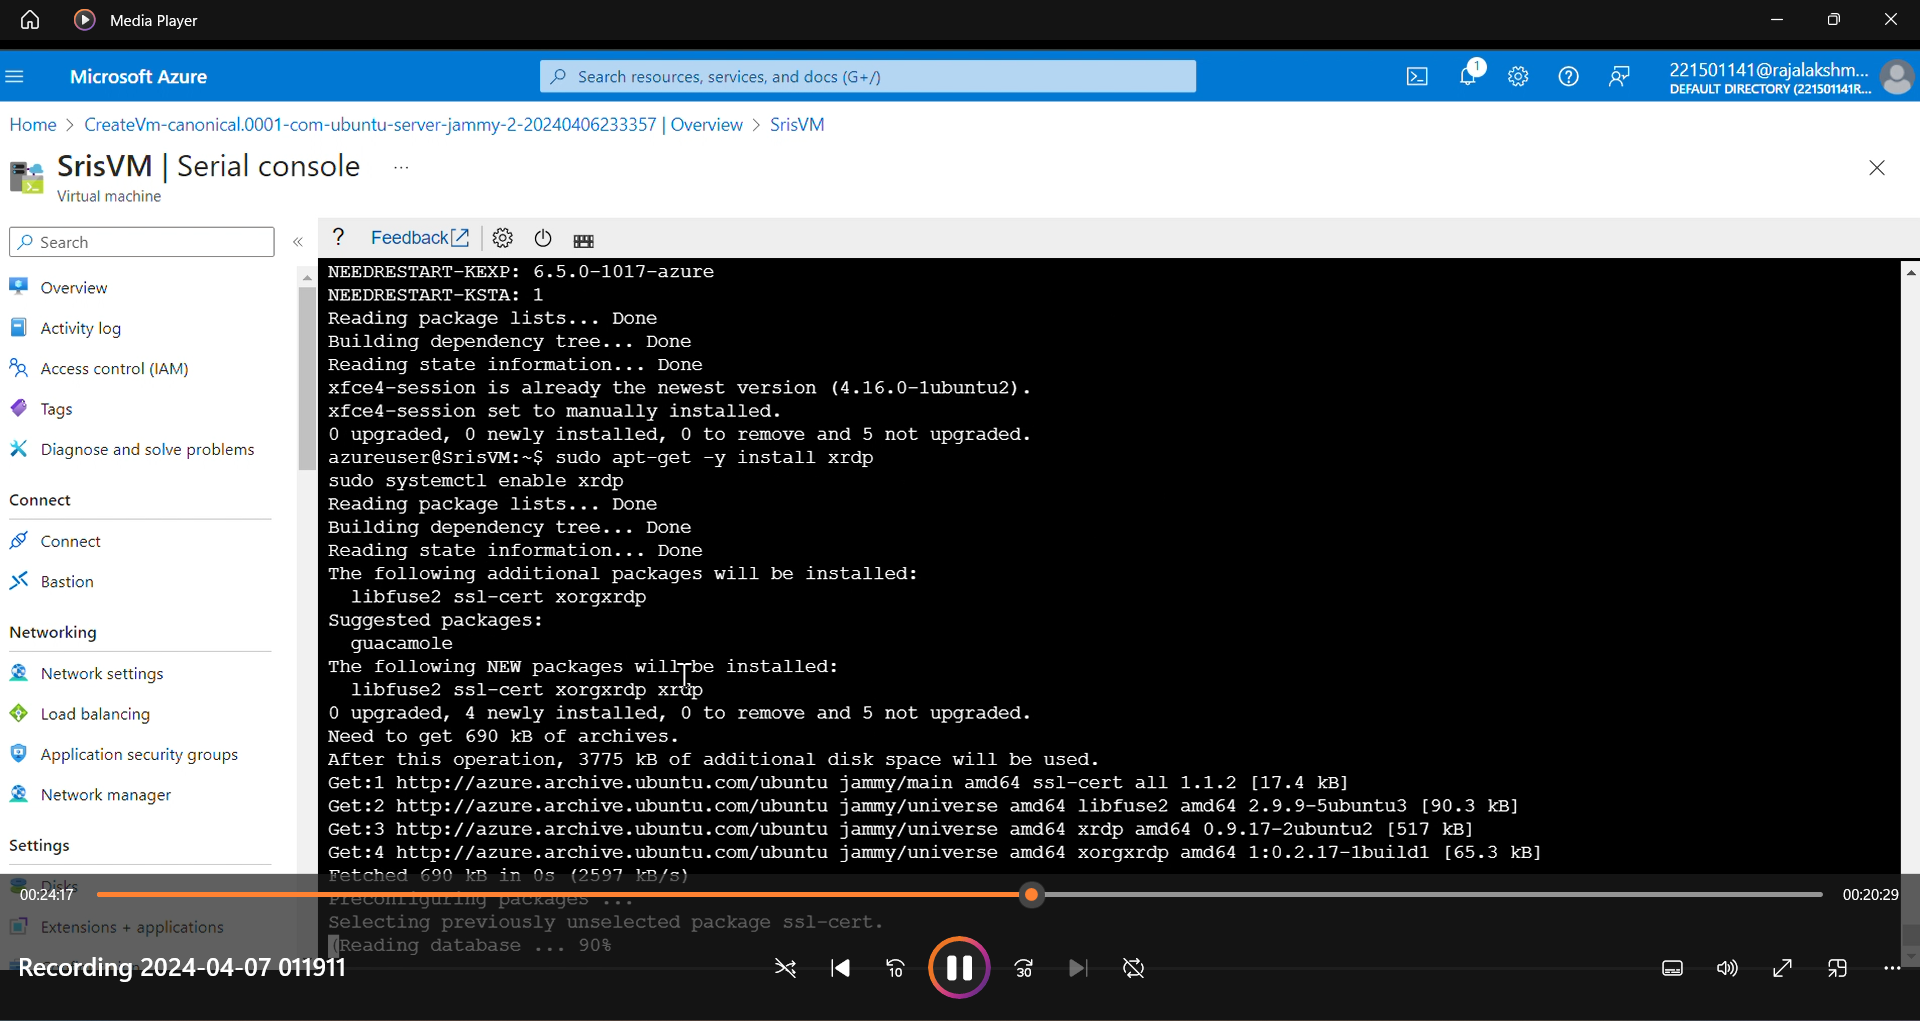 Media Player
Microsoft Azure
Search resources, services, and docs (G+/)
1
221501141@rajalakshm...
DEFAULT DIRECTORY (221501141R...
Home > CreateVm-canonical.0001-com-ubuntu-server-jammy-2-20240406233357 | Overview > SrisVM
SrisVM | Serial console ...
Virtual machine
Search
«
? Feedback
Overview
Activity log
Access control (IAM)
Tags
Diagnose and solve problems
Connect
Connect
Bastion
Networking
Network settings
Load balancing
Application security groups
Network manager
Settings
Disks
Extensions + applications
NEEDRESTART-KEXP: 6.5.0-1017-azure
NEEDRESTART-KSTA: 1
Reading package lists... Done
Building dependency tree... Done
Reading state information... Done
xfce4-session is already the newest version (4.16.0-1ubuntu2).
xfce4-session set to manually installed.
0 upgraded, 0 newly installed, 0 to remove and 5 not upgraded.
azureuser@SrisVM:~$ sudo apt-get -y install xrdp
sudo systemctl enable xrdp
Reading package lists... Done
Building dependency tree... Done
Reading state information... Done
The following additional packages will be installed:
libfuse2 ssl-cert xorgxrdp
Suggested packages:
guacamole
The following NEW packages will be installed:
libfuse2 ssl-cert xorgxrdp xrdp
0 upgraded, 4 newly installed, 0 to remove and 5 not upgraded.
Need to get 690 kB of archives.
After this operation, 3775 kB of additional disk space will be used.
Get:1 http://azure.archive.ubuntu.com/ubuntu jammy/main amd64 ssl-cert all 1.1.2 [17.4 kB]
Get:2 http://azure.archive.ubuntu.com/ubuntu jammy/universe amd64 libfuse2 amd64 2.9.9-5ubuntu3 [90.3 kB]
Get:3 http://azure.archive.ubuntu.com/ubuntu jammy/universe amd64 xrdp amd64 0.9.17-2ubuntu2 [517 kB]
Get:4 http://azure.archive.ubuntu.com/ubuntu jammy/universe amd64 xorgxrdp amd64 1:0.2.17-1build1 [65.3 kB]
Fetched 690 kB in 0s (2597 kB/s)
Preconfiguring packages ...
Selecting previously unselected package ssl-cert.
(Reading database ... 90%
00:24:17
00:20:29
Recording 2024-04-07 011911
10
30